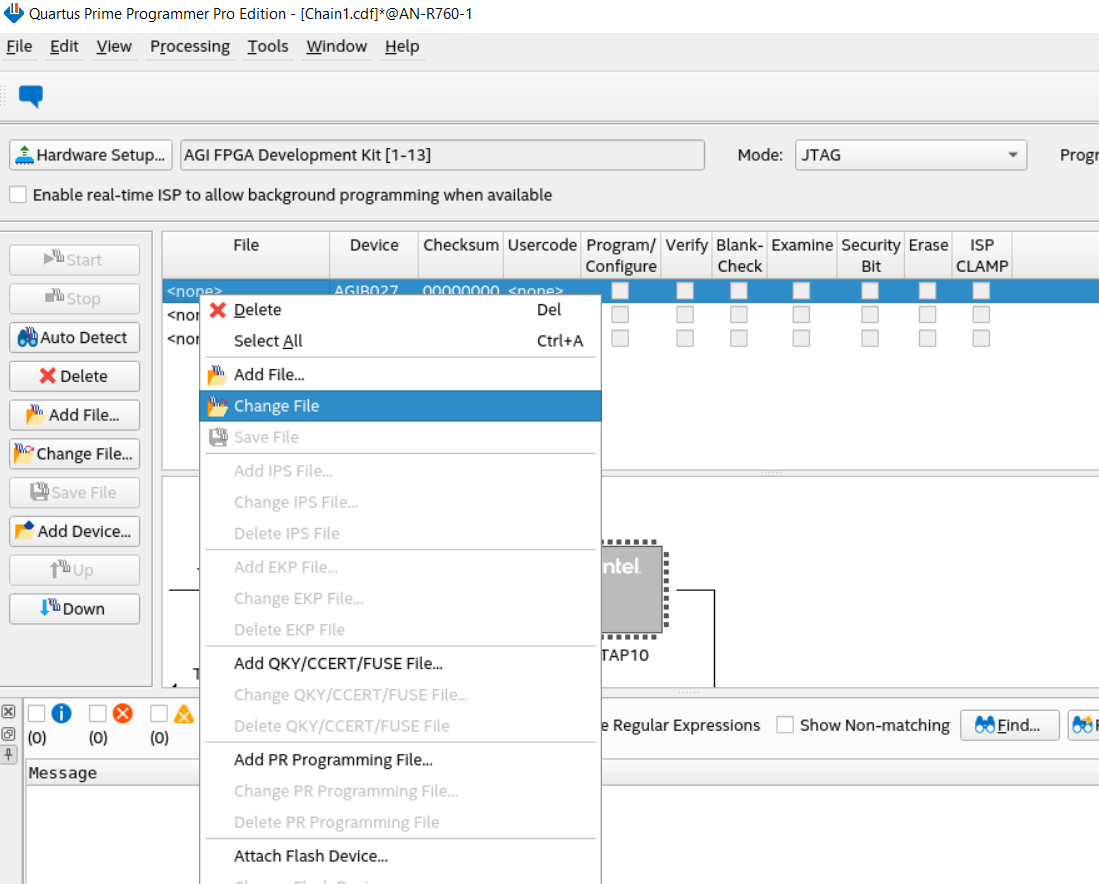 Quartus Prime Programmer Pro Edition - [Chain1.cdf]*@AN-R760-1
File Edit View Processing Tools Window Help
Hardware Setup... AGI FPGA Development Kit [1-13] Mode: JTAG Progr
Enable real-time ISP to allow background programming when available
File Device Checksum Usercode Program/ Configure Verify Blank- Check Examine Security Bit Erase ISP CLAMP
Start
Stop
Auto Detect
Delete
Add File...
Change File...
Save File
Add Device...
Up
Down
<none> AGIB027 00000000 <none>
<nor
<nor
Delete Del
Select All Ctrl+A
Add File...
Change File
Save File
Add IPS File...
Change IPS File...
Delete IPS File
Add EKP File...
Change EKP File...
Delete EKP File
Add QKY/CCERT/FUSE File...
Change QKY/CCERT/FUSE File...
Delete QKY/CCERT/FUSE File
Add PR Programming File...
Change PR Programming File...
Delete PR Programming File
Attach Flash Device...
ntel.
TAP10
T
(0) (0) (0)
e Regular Expressions Show Non-matching Find...
Message